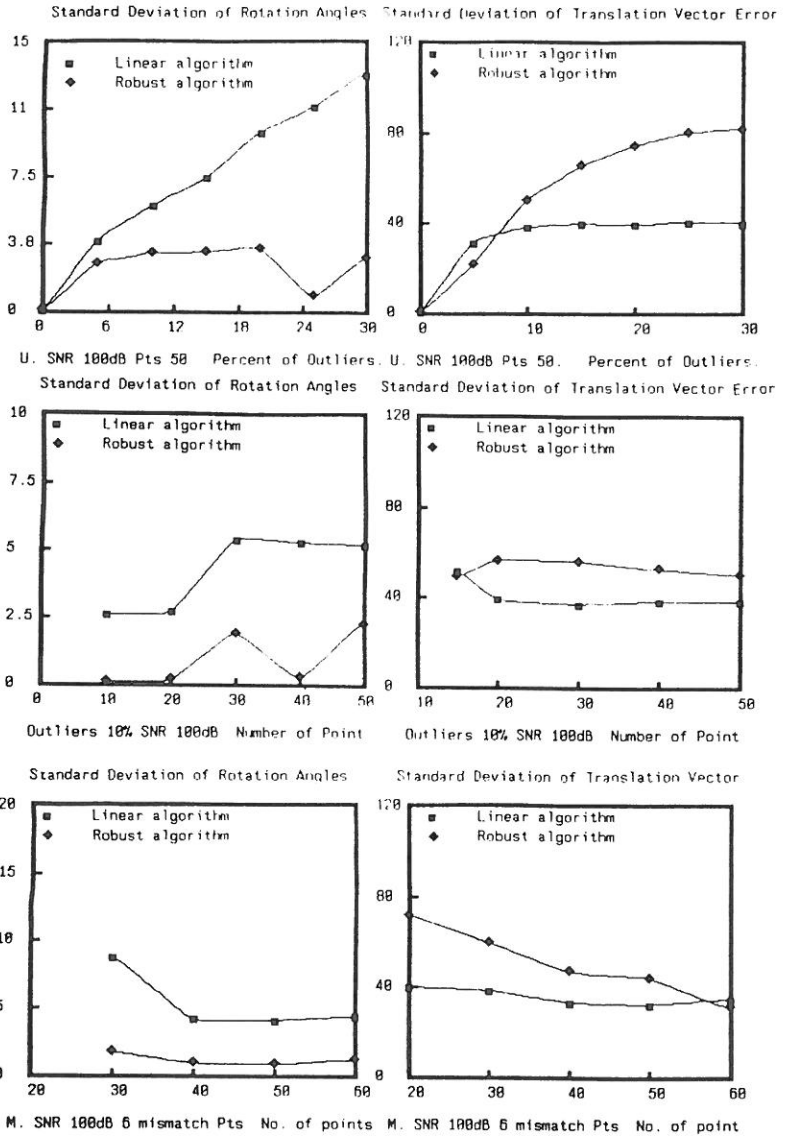 Standard Deviation of Rotation Angles
15
11
7.5
3.8
0
Linear algorithm
Robust algorithm
0 6 12 18 24 30
U. SNR 100dB Pts 50 Percent of Outliers.
Standard Deviation of Translation Vector Error
120
80
40
0
Linear algorithm
Robust algorithm
0 10 20 30
U. SNR 100dB Pts 50. Percent of Outliers.
Standard Deviation of Rotation Angles
10
7.5
5
2.5
0
Linear algorithm
Robust algorithm
0 10 20 30 40 50
Outliers 10% SNR 100dB Number of Point
Standard Deviation of Translation Vector Error
120
80
40
0
Linear algorithm
Robust algorithm
10 20 30 40 50
Outliers 10% SNR 100dB Number of Point
Standard Deviation of Rotation Angles
20
15
10
5
0
Linear algorithm
Robust algorithm
20 30 40 50 60
M. SNR 100dB 6 mismatch Pts No. of points
Standard Deviation of Translation Vector
120
80
40
0
Linear algorithm
Robust algorithm
20 30 40 50 60
M. SNR 100dB 6 mismatch Pts No. of point